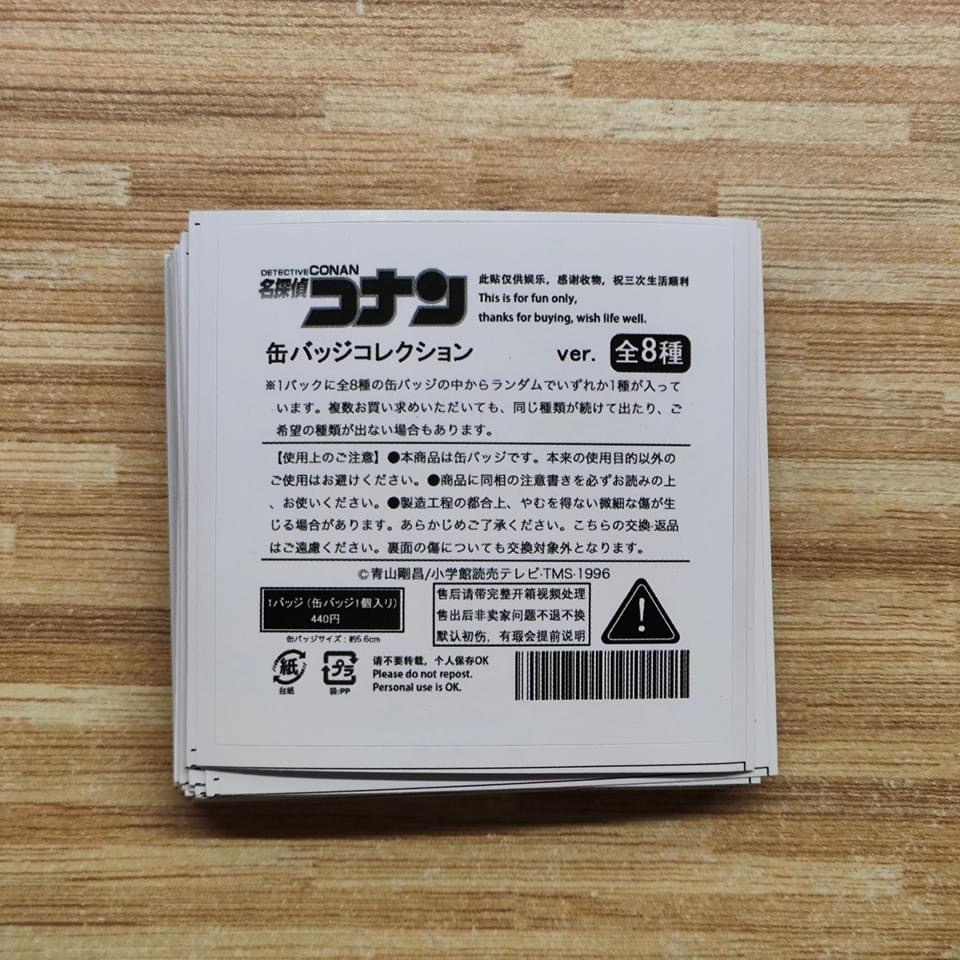 DETECTIVE CONAN
名探偵コナン
此贴仅供娱乐，感谢收物，祝三次生活顺利
This is for fun only,
thanks for buying, wish life well.
缶バッジコレクション ver. 全8種
※1パックに全8種の缶バッジの中からランダムでいずれか1種が入って
います。複数お買い求めいただいても、同じ種類が続けて出たり、ご
希望の種類が出ない場合もあります。
【使用上のご注意】●本商品は缶バッジです。本来の使用目的以外の
ご使用はお避けください。●商品に同相の注意書きを必ずお読みの上
、お使いください。●製造工程の都合上、やむを得ない微細な傷が生
じる場合があります。あらかじめご了承ください。こちらの交換·返品
はご遠慮ください。裏面の傷についても交換対象外となります。
©青山剛昌/小学館読売テレビ·TMS·1996
1バッジ（缶バッジ1個入り）
440円
缶バッジサイズ：約5.6cm
售后请带完整开箱视频处理
售出后非卖家问题不退不换
默认初伤，有瑕会提前说明
紙
台紙
プラ
袋:PP
请不要转载，个人保存OK
Please do not repost.
Personal use is OK.